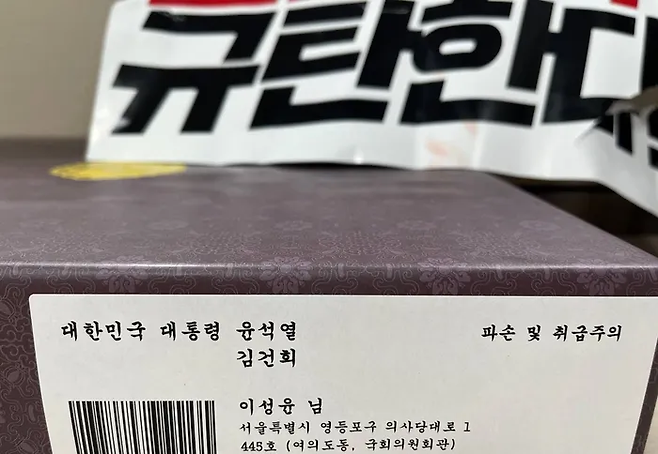 규탄한다
대한민국 대통령 윤석열
김건희
파손 및 취급주의
이성윤 님
서울특별시 영등포구 의사당대로 1
445호 (여의도동, 국회의원회관)